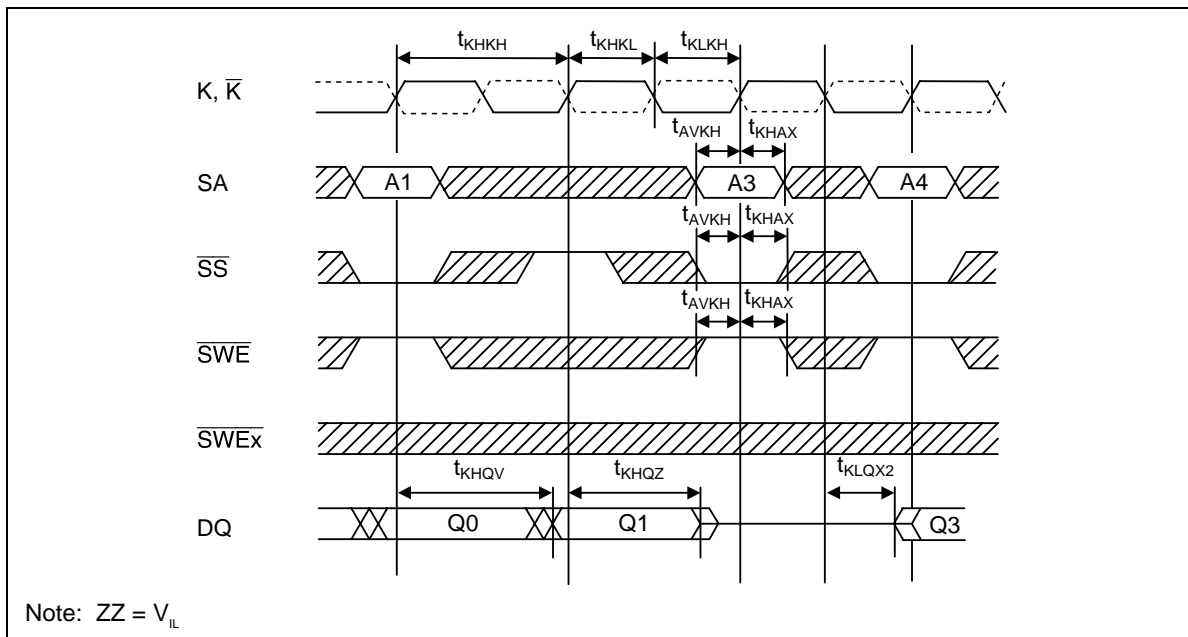 tKHKH tKHKL tKLKH
K, K̅
tAVKH tKHAX
SA A1 A3 A4
tAVKH tKHAX
S̅S̅
tAVKH tKHAX
S̅W̅E̅
S̅W̅E̅x̅
tKHQV tKHQZ tKLQX2
DQ Q0 Q1 Q3
Note: ZZ = VIL